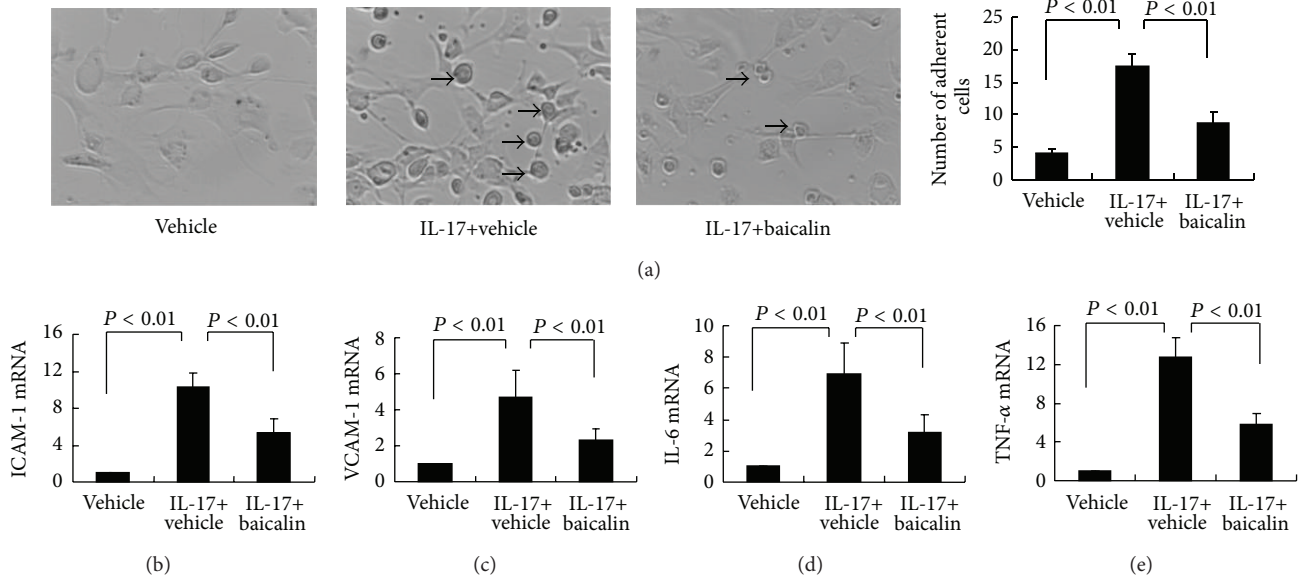 Vehicle
IL-17+vehicle
IL-17+baicalin
P < 0.01
P < 0.01
Number of adherent
cells
25
20
15
10
5
0
Vehicle
IL-17+
vehicle
IL-17+
baicalin
(a)
P < 0.01
P < 0.01
ICAM-1 mRNA
16
12
8
4
0
Vehicle
IL-17+
vehicle
IL-17+
baicalin
(b)
P < 0.01
P < 0.01
VCAM-1 mRNA
8
6
4
2
0
Vehicle
IL-17+
vehicle
IL-17+
baicalin
(c)
P < 0.01
P < 0.01
IL-6 mRNA
10
8
6
4
2
0
Vehicle
IL-17+
vehicle
IL-17+
baicalin
(d)
P < 0.01
P < 0.01
TNF-α mRNA
16
12
8
4
0
Vehicle
IL-17+
vehicle
IL-17+
baicalin
(e)